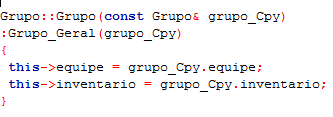 Grupo::Grupo(const Grupo& grupo_Cpy)
:Grupo_Geral(grupo_Cpy)
{
this->equipe = grupo_Cpy.equipe;
this->inventario = grupo_Cpy.inventario;
}